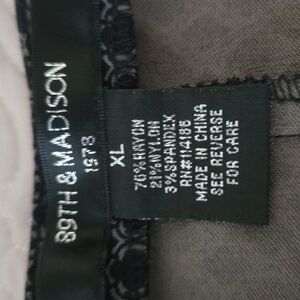 89TH & MADISON
1978
XL
76%RAYON
21%NYLON
3%SPANDEX
RN#114186
MADE IN CHINA
SEE REVERSE
FOR CARE